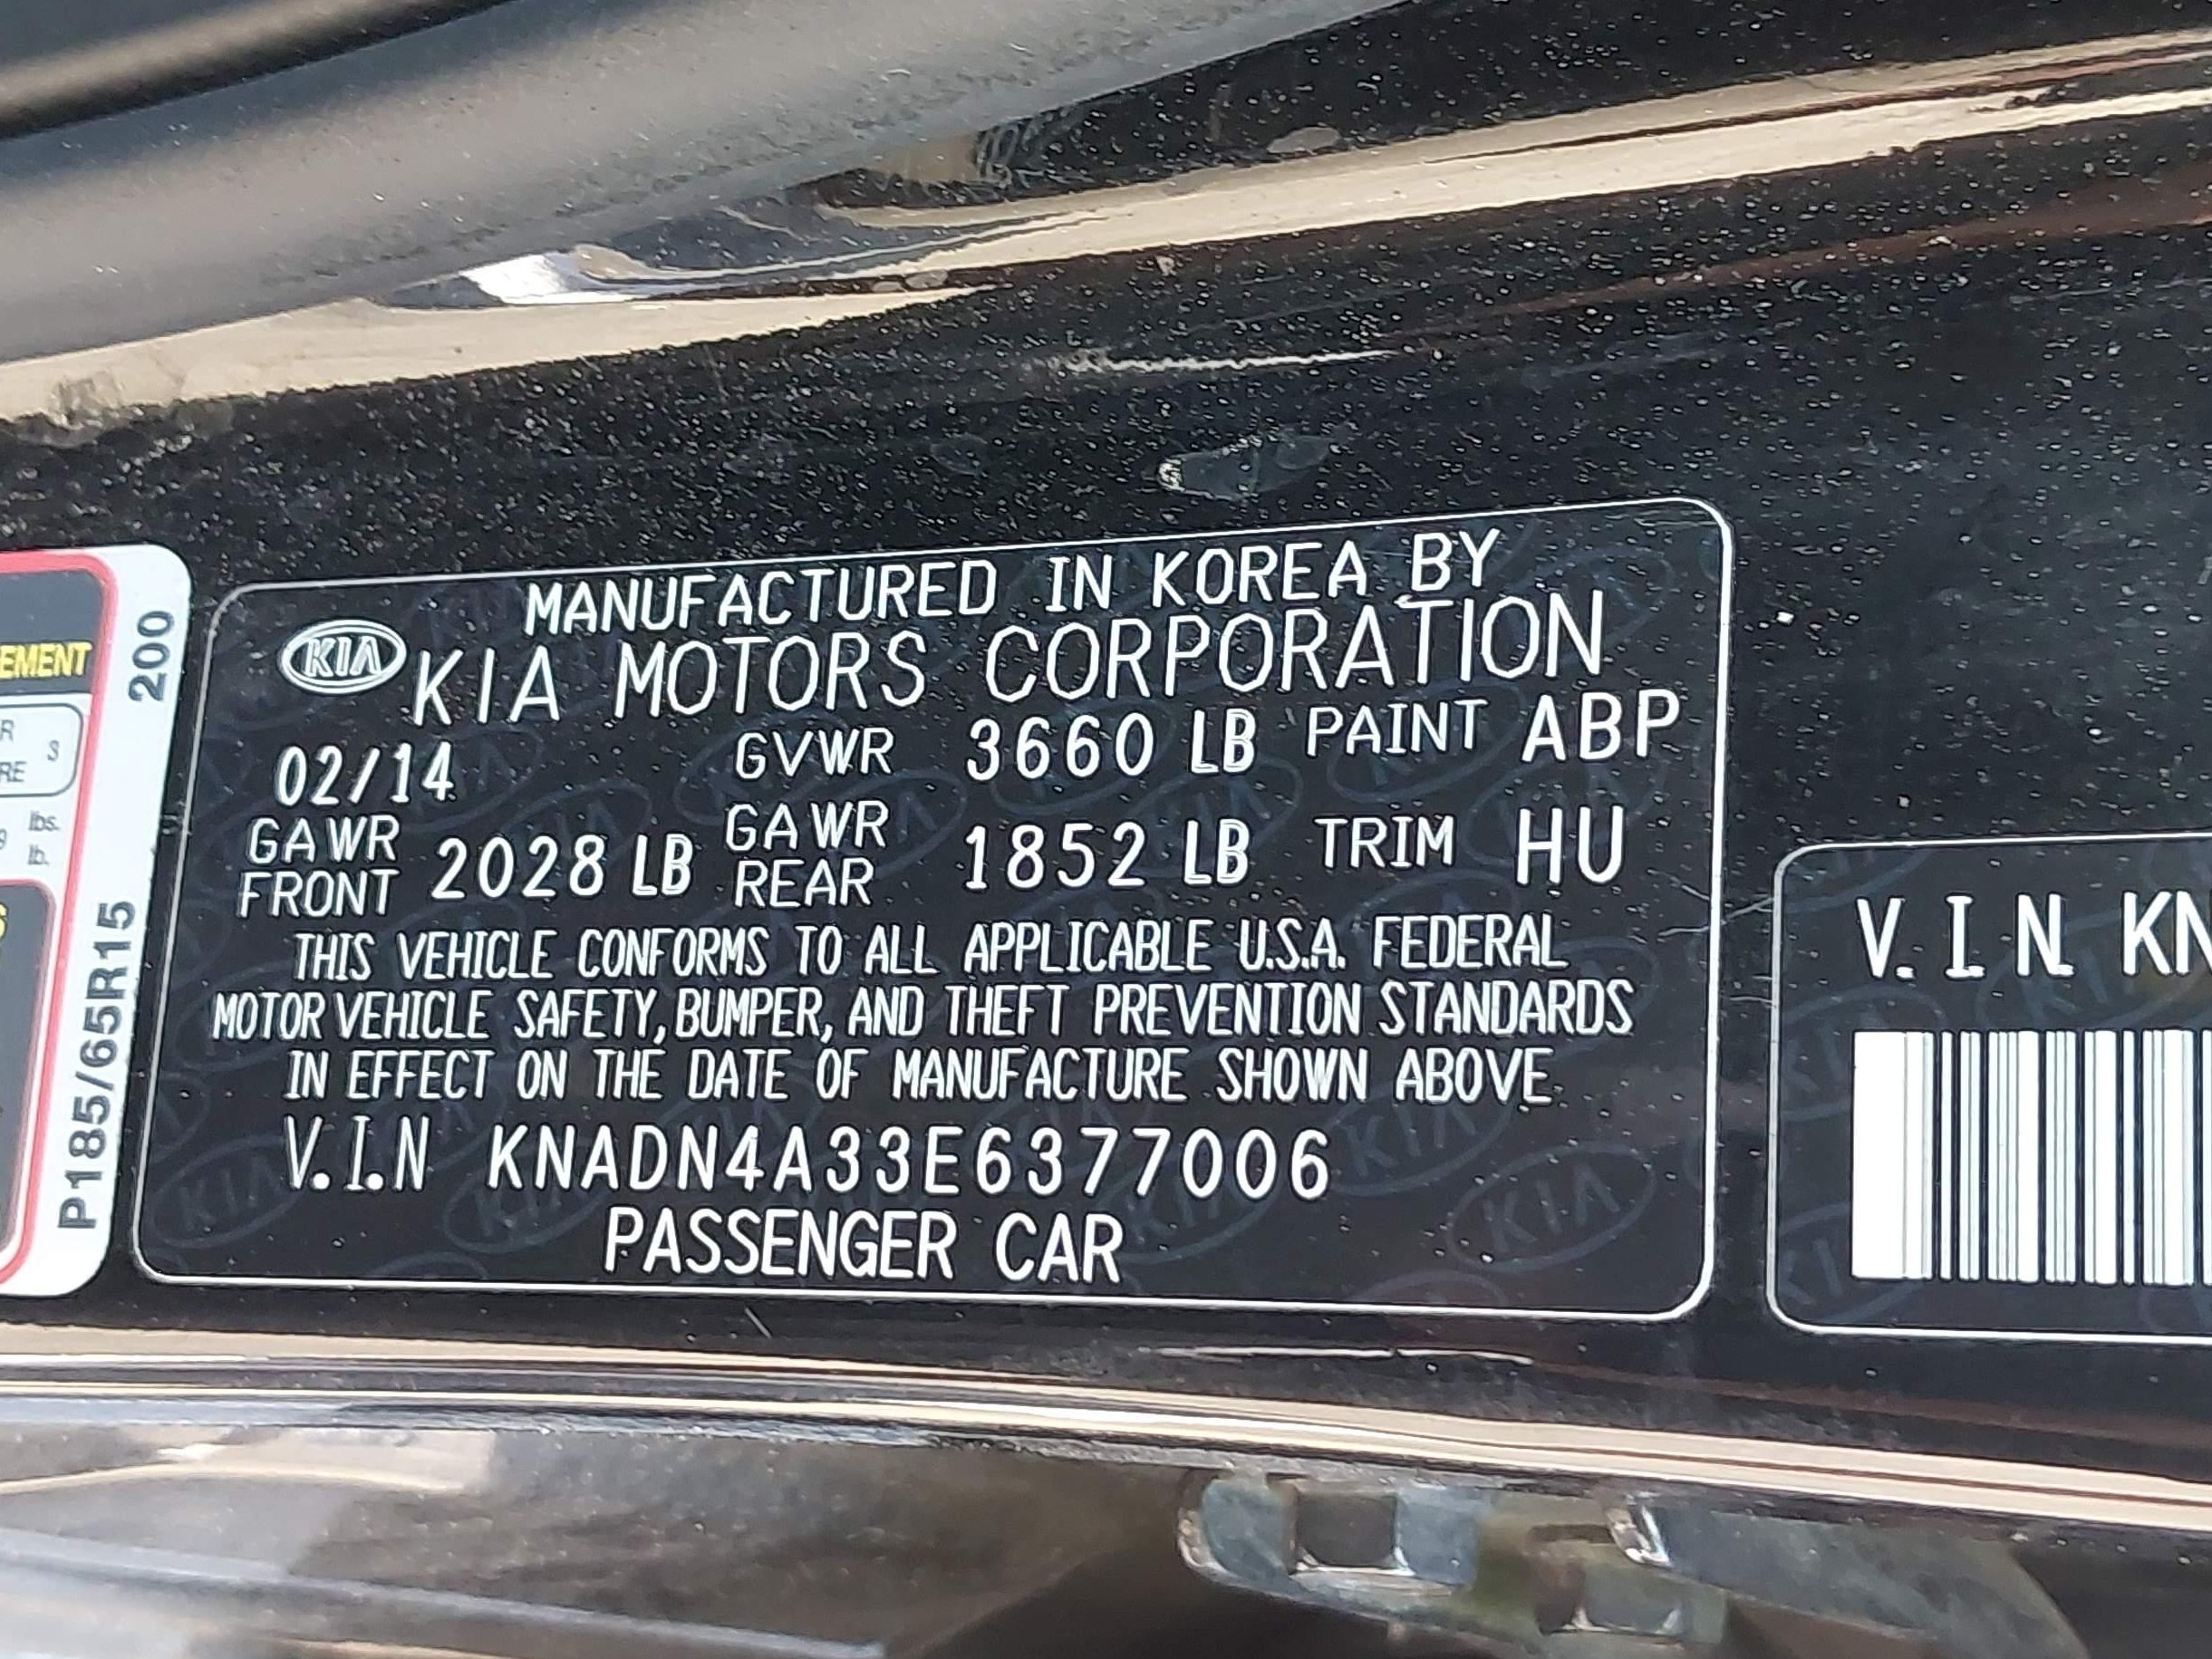 EMENT
R
RE 3
lbs.
lb.
200
P185/65R15
MANUFACTURED IN KOREA BY
KIA KIA MOTORS CORPORATION
02/14 GVWR 3660 LB PAINT ABP
GAWR FRONT 2028 LB GAWR REAR 1852 LB TRIM HU
THIS VEHICLE CONFORMS TO ALL APPLICABLE U.S.A. FEDERAL
MOTOR VEHICLE SAFETY, BUMPER, AND THEFT PREVENTION STANDARDS
IN EFFECT ON THE DATE OF MANUFACTURE SHOWN ABOVE.
V.I.N KNADN4A33E6377006
PASSENGER CAR
V.I.N. KN